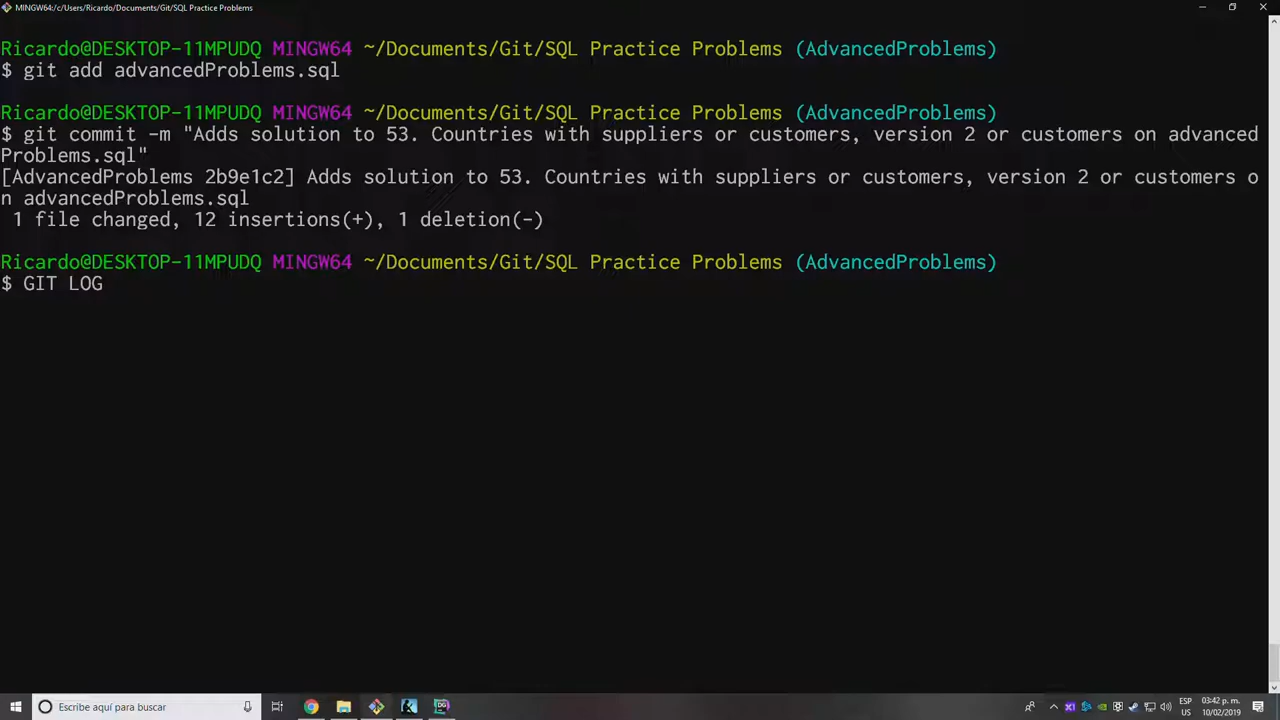 MINGW64:/c/Users/Ricardo/Documents/Git/SQL Practice Problems
Ricardo@DESKTOP-11MPUDQ MINGW64 ~/Documents/Git/SQL Practice Problems (AdvancedProblems)
$ git add advancedProblems.sql
Ricardo@DESKTOP-11MPUDQ MINGW64 ~/Documents/Git/SQL Practice Problems (AdvancedProblems)
$ git commit -m "Adds solution to 53. Countries with suppliers or customers, version 2 or customers on advanced
Problems.sql"
[AdvancedProblems 2b9e1c2] Adds solution to 53. Countries with suppliers or customers, version 2 or customers o
n advancedProblems.sql
1 file changed, 12 insertions(+), 1 deletion(-)
Ricardo@DESKTOP-11MPUDQ MINGW64 ~/Documents/Git/SQL Practice Problems (AdvancedProblems)
$ GIT LOG
Escribe aquí para buscar
DG
ESP
US
03:42 p. m.
10/02/2019